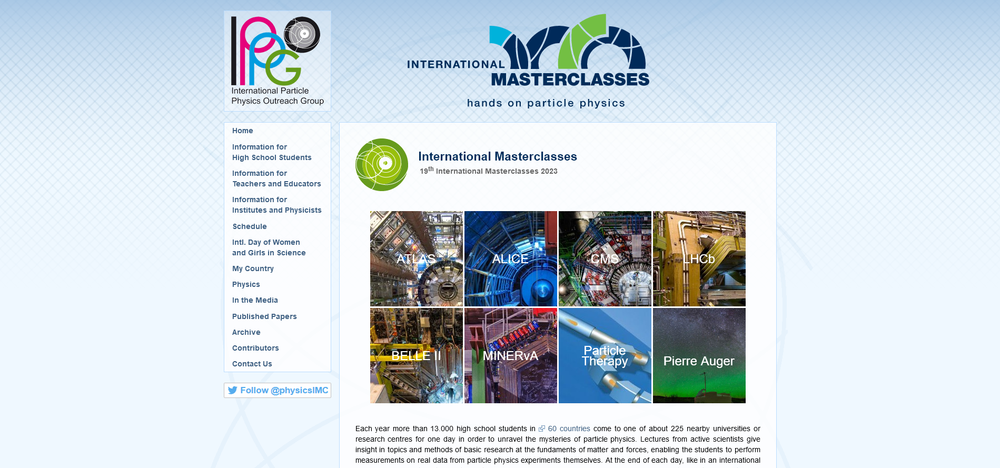 International Particle
Physics Outreach Group
INTERNATIONAL
MASTERCLASSES
hands on particle physics
Home
Information for
High School Students
Information for
Teachers and Educators
Information for
Institutes and Physicists
Schedule
Intl. Day of Women
and Girls in Science
My Country
Physics
In the Media
Published Papers
Archive
Contributors
Contact Us
Follow @physicsIMC
International Masterclasses
19th International Masterclasses 2023
ATLAS
ALICE
CMS
LHCb
BELLE II
MINERvA
Particle
Therapy
Pierre Auger
Each year more than 13.000 high school students in 60 countries come to one of about 225 nearby universities or
research centres for one day in order to unravel the mysteries of particle physics. Lectures from active scientists give
insight in topics and methods of basic research at the fundaments of matter and forces, enabling the students to perform
measurements on real data from particle physics experiments themselves. At the end of each day, like in an international